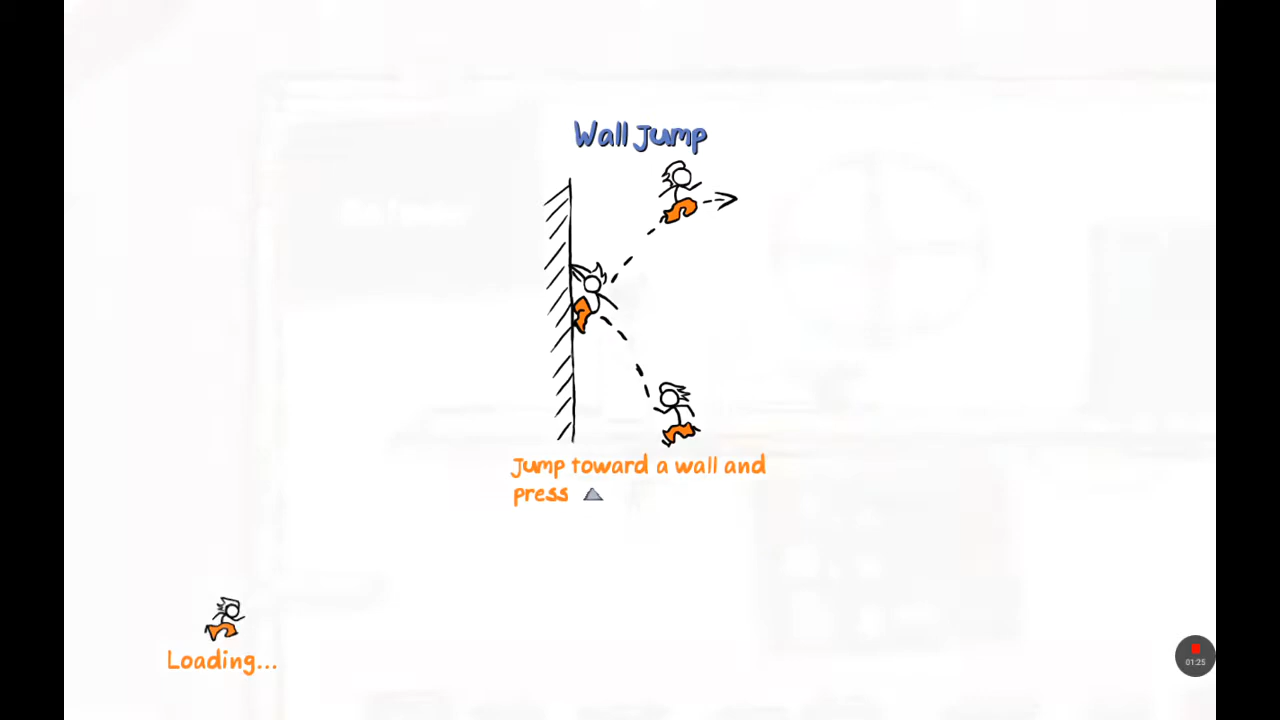 Wall Jump
Jump toward a wall and
press
Loading...
01:25